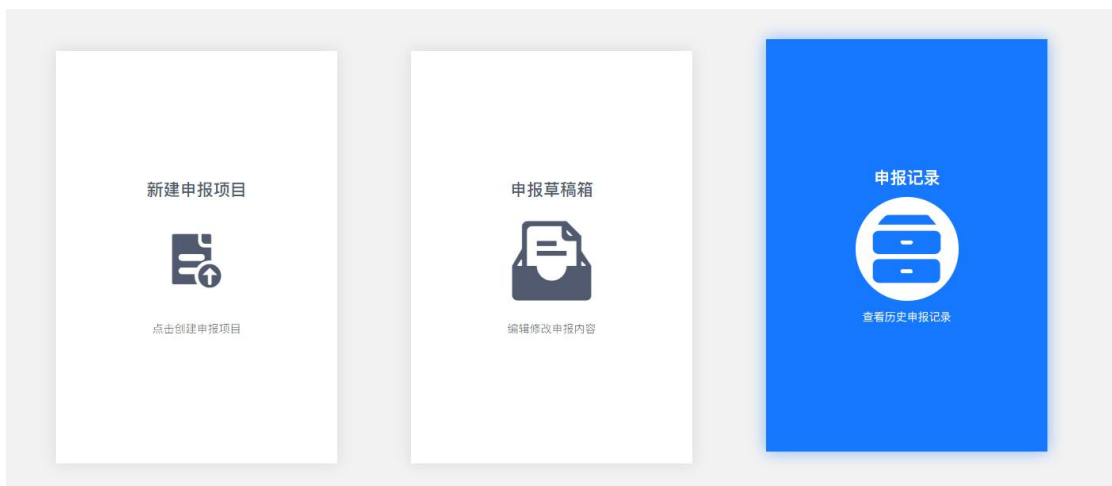 新建申报项目
点击创建申报项目
申报草稿箱
编辑修改申报内容
申报记录
查看历史申报记录